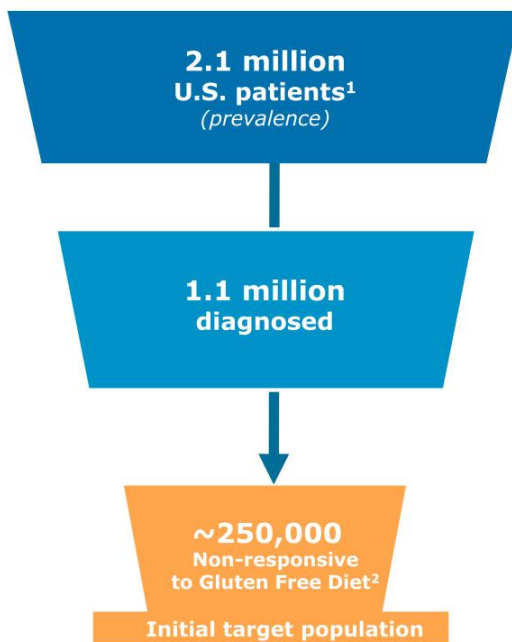 2.1 million
U.S. patients¹
(prevalence)
1.1 million
diagnosed
~250,000
Non-responsive
to Gluten Free Diet²
Initial target population